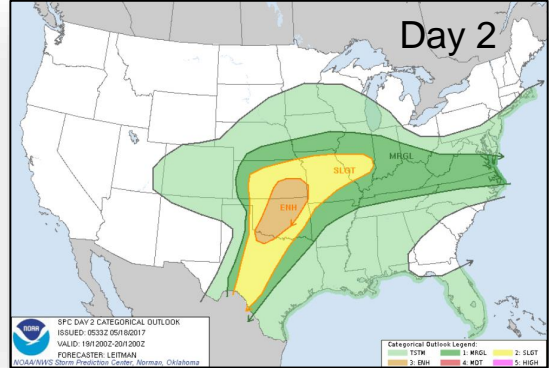 Day 2
MRGL
SLGT
ENH
NOAA
SPC DAY 2 CATEGORICAL OUTLOOK
ISSUED: 0533Z 05/18/2017
VALID: 19/1200Z-20/1200Z
FORECASTER: LEITMAN
NOAA/NWS Storm Prediction Center, Norman, Oklahoma
Categorical Outlook Legend:
TSTM 1: MRGL 2: SLGT
3: ENH 4: MDT 5: HIGH